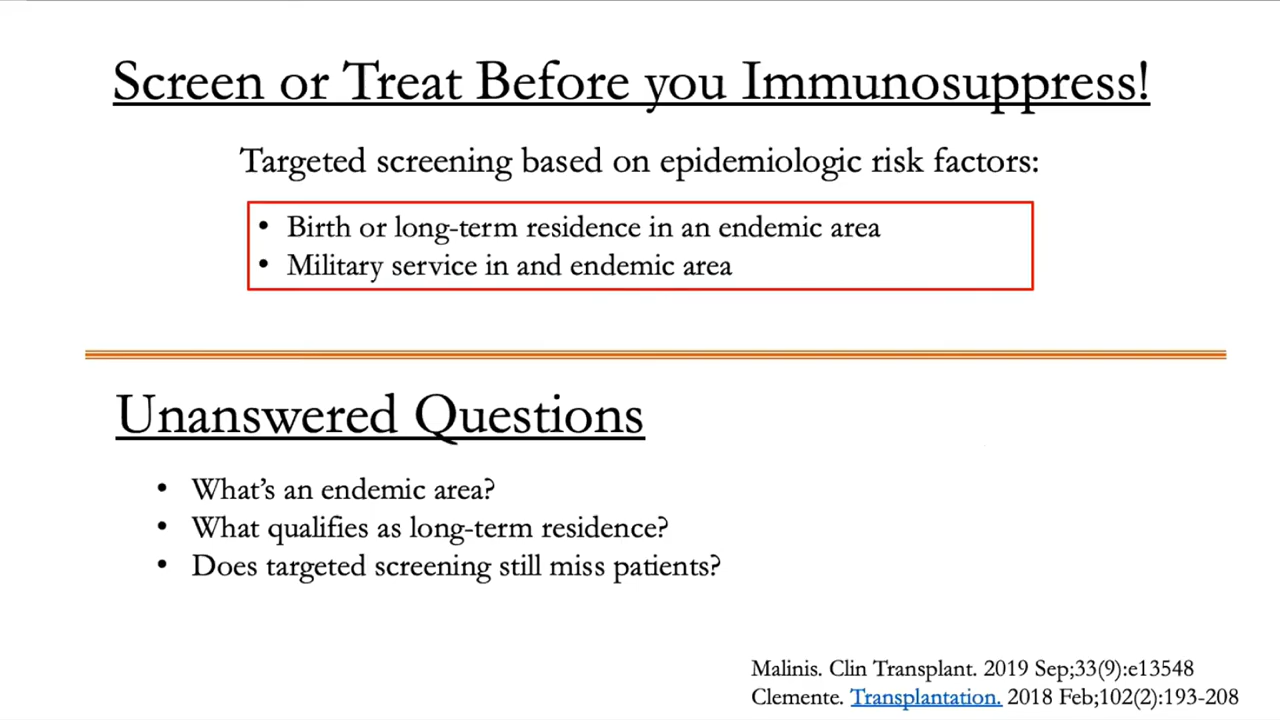 Screen or Treat Before you Immunosuppress!
Targeted screening based on epidemiologic risk factors:
• Birth or long-term residence in an endemic area
• Military service in and endemic area
Unanswered Questions
• What's an endemic area?
• What qualifies as long-term residence?
• Does targeted screening still miss patients?
Malinis. Clin Transplant. 2019 Sep;33(9):e13548
Clemente. Transplantation. 2018 Feb;102(2):193-208